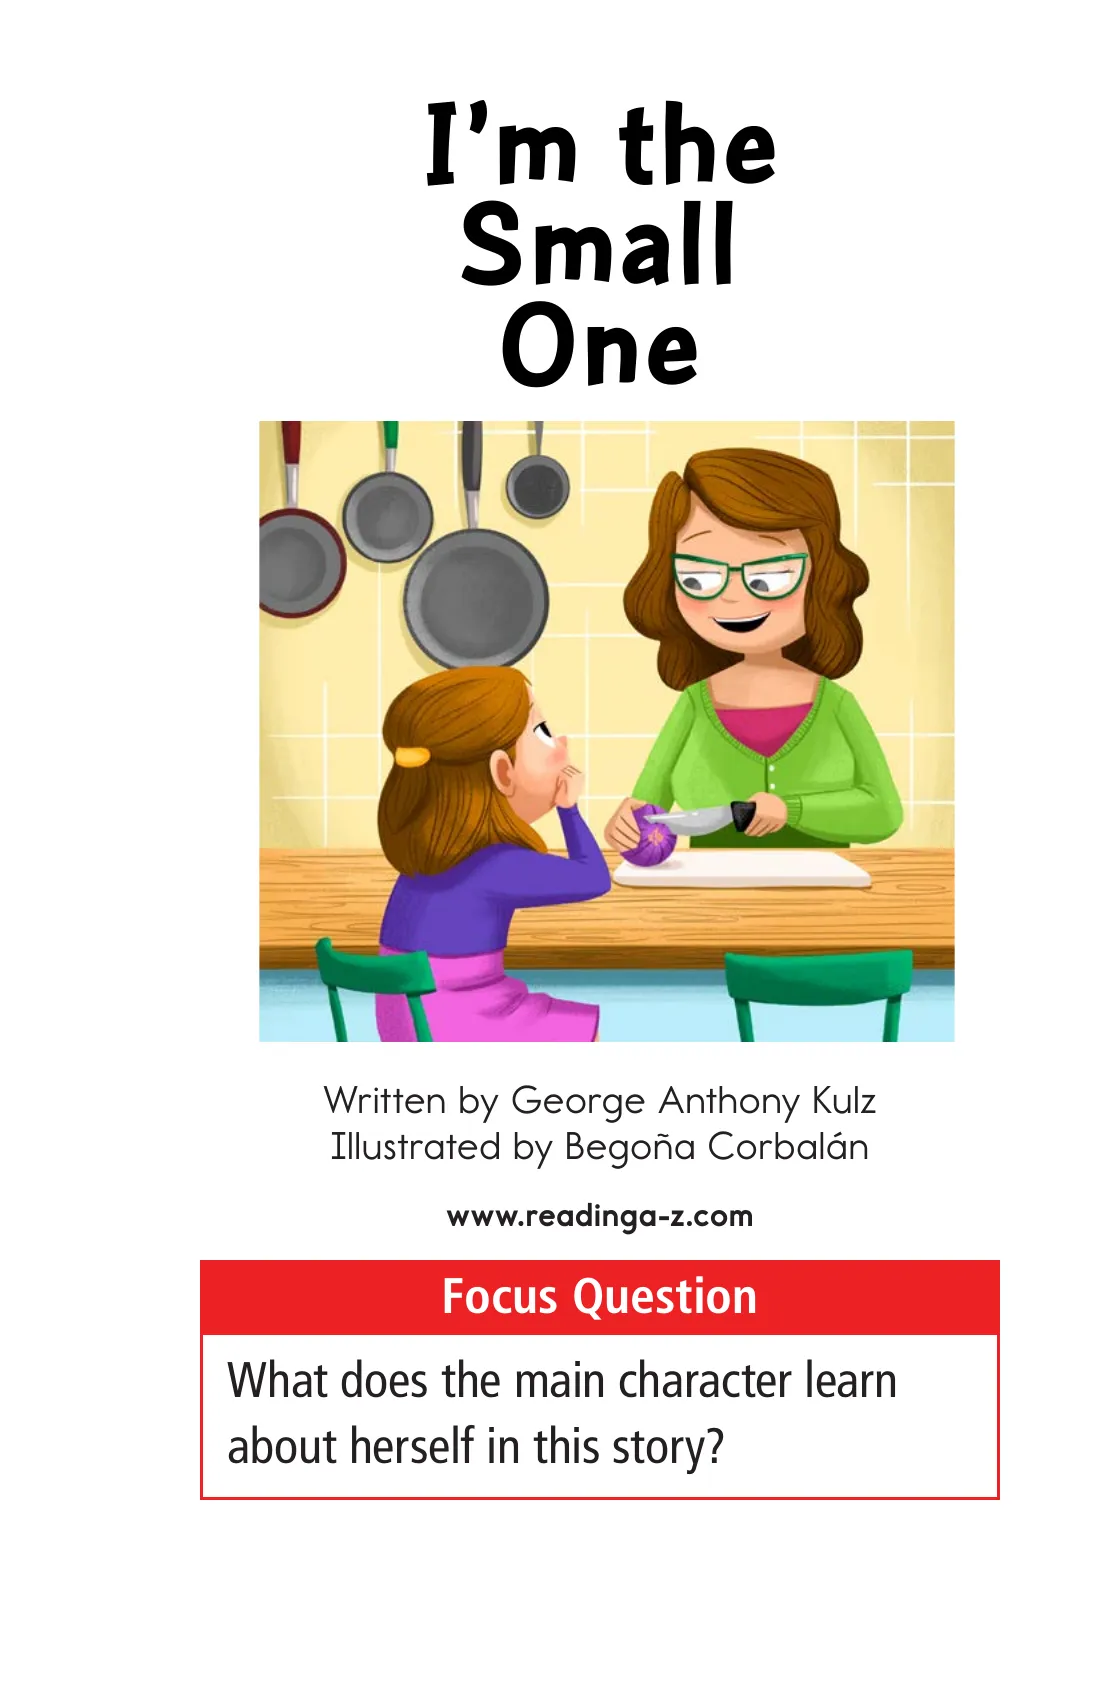 I'm the
Small
One
Written by George Anthony Kulz
Illustrated by Begoña Corbalán
www.readinga-z.com
Focus Question
What does the main character learn
about herself in this story?